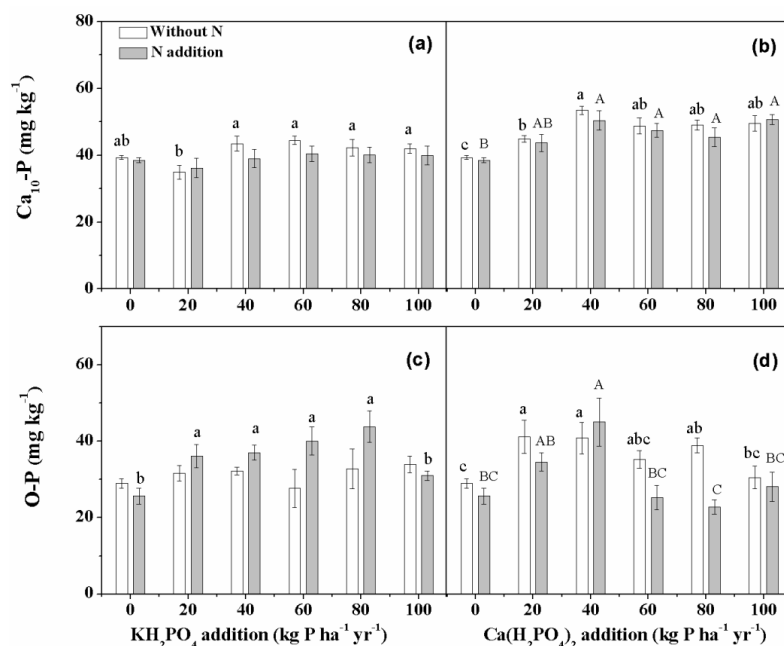 80
Without N
N addition
(a)
(b)
Ca₁₀-P (mg kg⁻¹)
60
40
20
0
ab b a a a a
c B b AB a A ab A ab A ab A
0 20 40 60 80 100
0 20 40 60 80 100
(c)
(d)
O-P (mg kg⁻¹)
60
40
20
0
b a a a a b
c BC a AB a A abc BC ab C bc BC
0 20 40 60 80 100
0 20 40 60 80 100
KH₂PO₄ addition (kg P ha⁻¹ yr⁻¹)
Ca(H₂PO₄)₂ addition (kg P ha⁻¹ yr⁻¹)